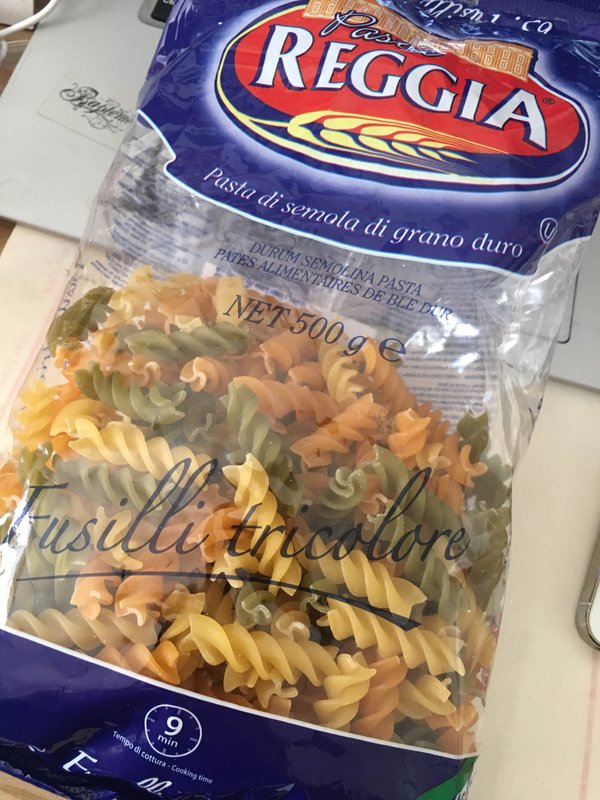 Pasta
REGGIA®
Pasta di semola di grano duro
U
DURUM SEMOLINA PASTA
PATES ALIMENTAIRES DE BLE DUR
NET 500 g e
Fusilli tricolore
9
min
Tempo di cottura - Cooking time